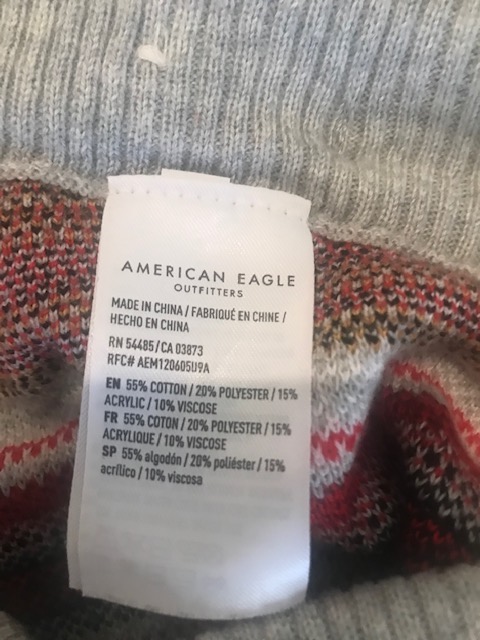 AMERICAN EAGLE
OUTFITTERS
MADE IN CHINA / FABRIQUÉ EN CHINE /
HECHO EN CHINA
RN 54485/CA 03873
RFC# AEM120605U9A
EN 55% COTTON / 20% POLYESTER / 15%
ACRYLIC / 10% VISCOSE
FR 55% COTON / 20% POLYESTER / 15%
ACRYLIQUE / 10% VISCOSE
SP 55% algodón / 20% poliéster / 15%
acrílico / 10% viscosa